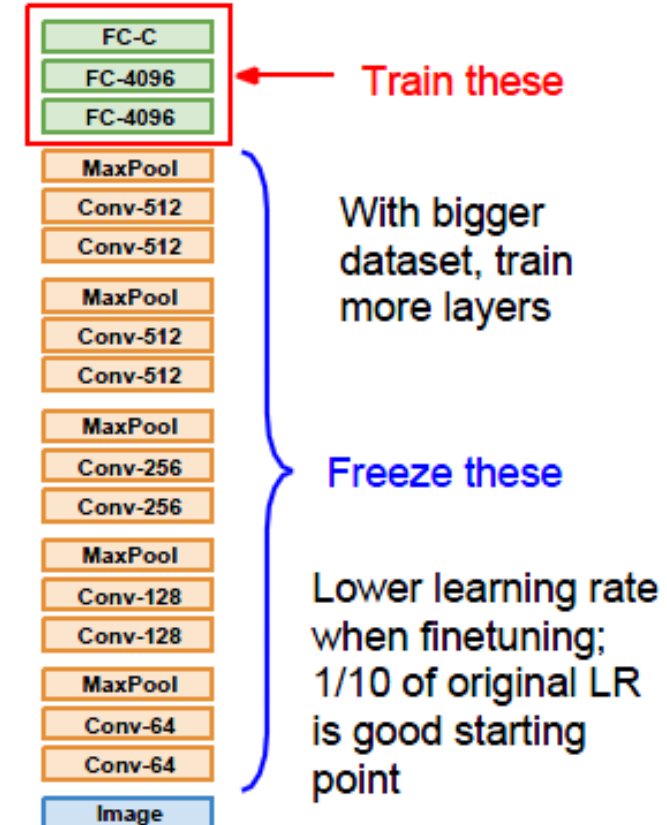 FC-C
FC-4096
FC-4096
Train these
MaxPool
Conv-512
Conv-512
MaxPool
Conv-512
Conv-512
MaxPool
Conv-256
Conv-256
MaxPool
Conv-128
Conv-128
MaxPool
Conv-64
Conv-64
Image
With bigger
dataset, train
more layers
Freeze these
Lower learning rate
when finetuning;
1/10 of original LR
is good starting
point